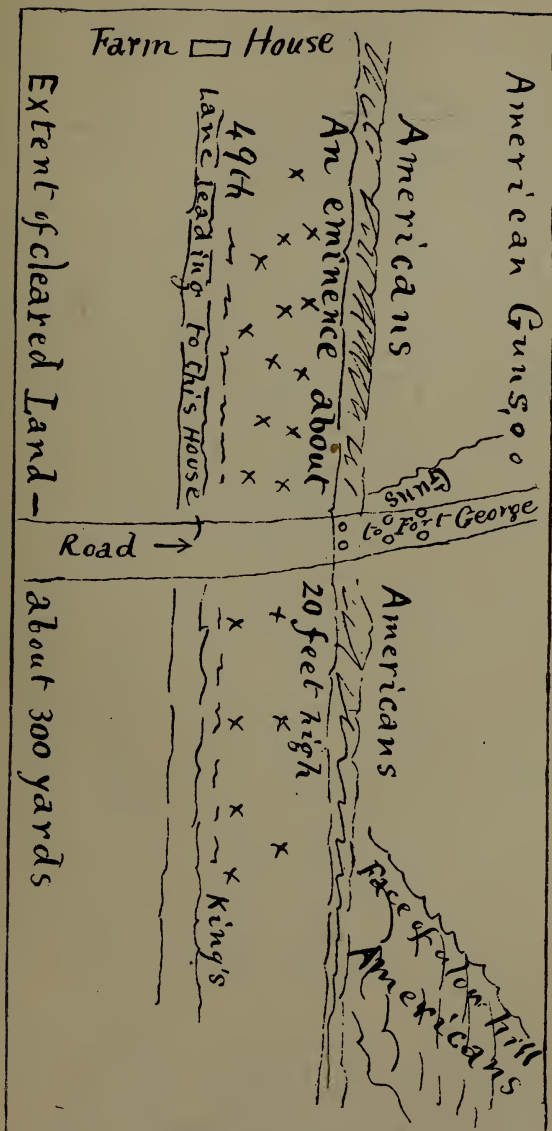 American Guns,
Guns
to Fort George
Face of a low hill
Americans
Americans
Americans
An eminence about 20 feet high
Farm House
49th
King's
Lane leading to this House
Road →
Extent of cleared Land — about 300 yards